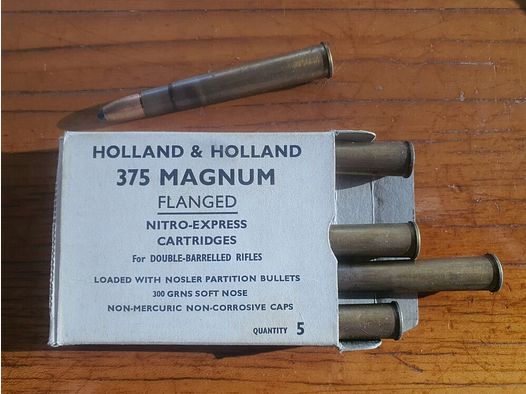 HOLLAND & HOLLAND
375 MAGNUM
FLANGED
NITRO-EXPRESS
CARTRIDGES
For DOUBLE-BARRELLED RIFLES
LOADED WITH NOSLER PARTITION BULLETS
300 GRNS SOFT NOSE
NON-MERCURIC NON-CORROSIVE CAPS
QUANTITY 5